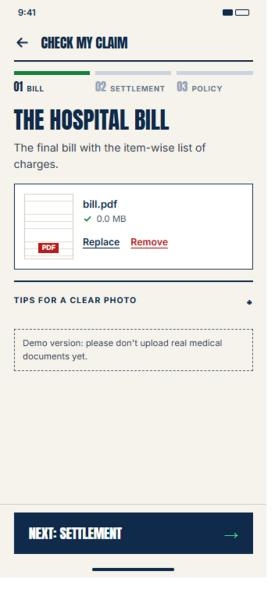 9:41
← CHECK MY CLAIM
01 BILL
02 SETTLEMENT
03 POLICY
THE HOSPITAL BILL
The final bill with the item-wise list of
charges.
PDF
bill.pdf
✓ 0.0 MB
Replace Remove
TIPS FOR A CLEAR PHOTO +
Demo version: please don't upload real medical
documents yet.
NEXT: SETTLEMENT →